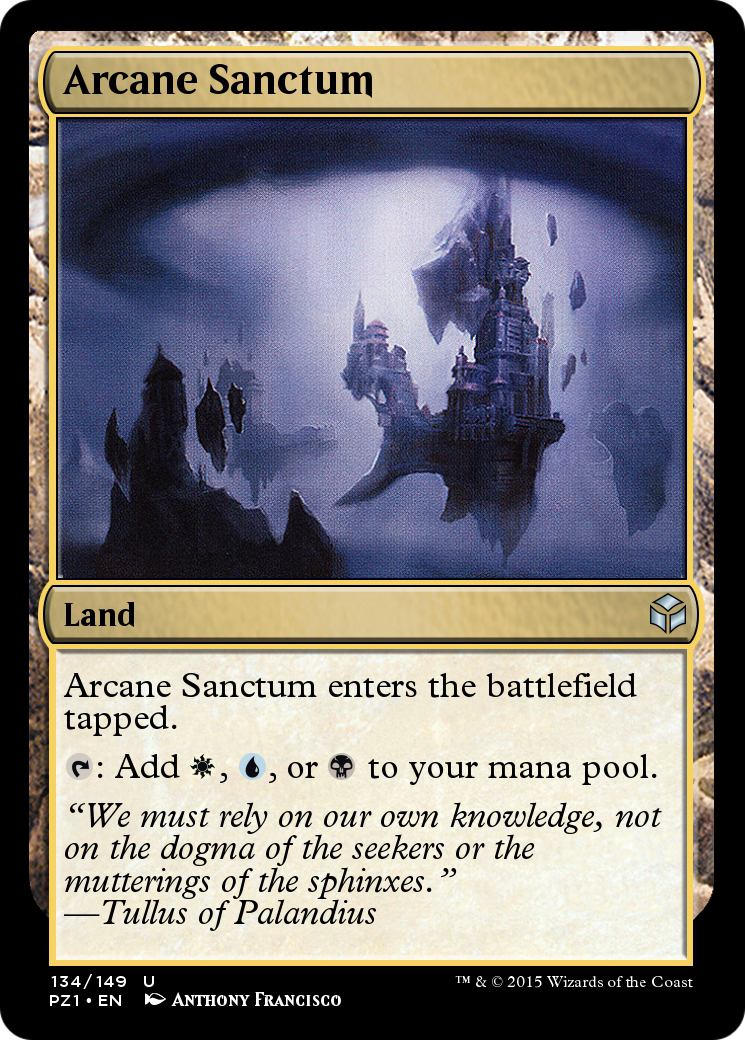 Arcane Sanctum
Land
Arcane Sanctum enters the battlefield
tapped.
: Add , , or to your mana pool.
“We must rely on our own knowledge, not
on the dogma of the seekers or the
mutterings of the sphinxes.”
—Tullus of Palandius
134/149 U
PZ1 • EN Anthony Francisco
™ & © 2015 Wizards of the Coast